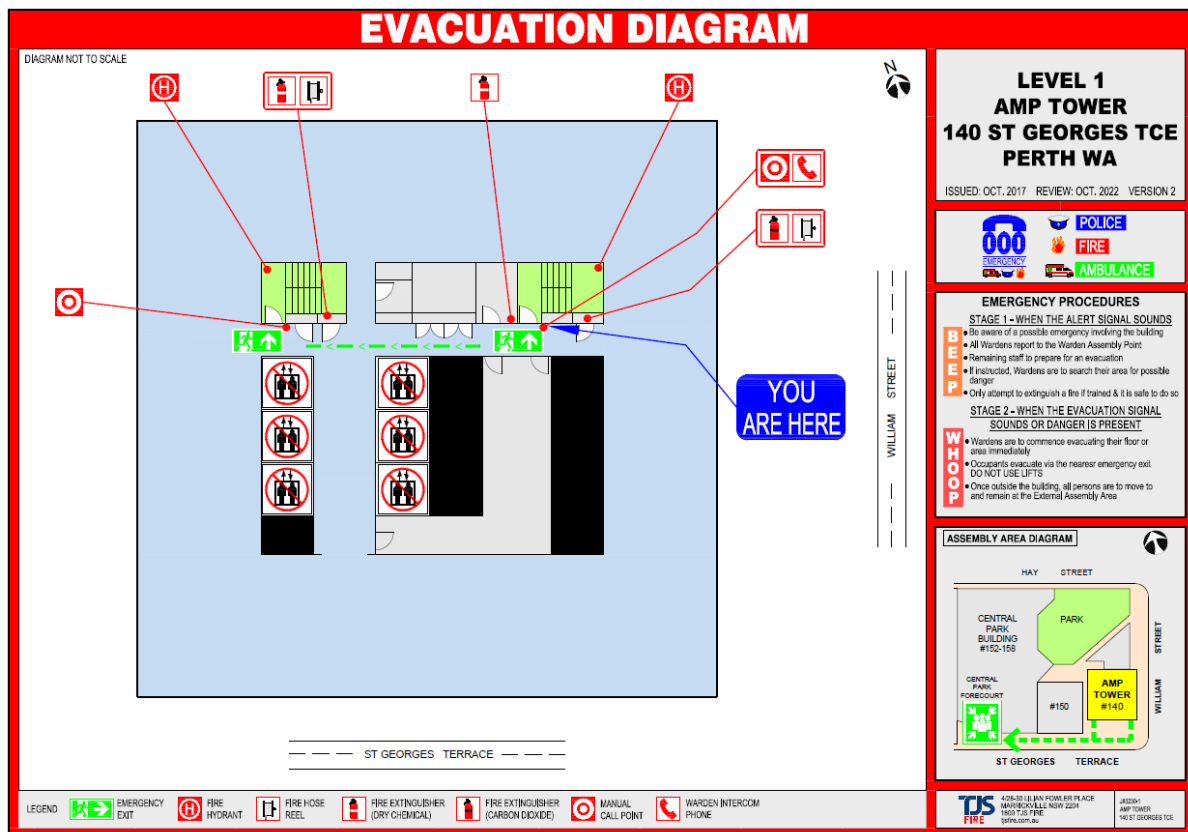 EVACUATION DIAGRAM
DIAGRAM NOT TO SCALE
N
H
H
YOU
ARE HERE
WILLIAM STREET
ST GEORGES TERRACE
LEVEL 1
AMP TOWER
140 ST GEORGES TCE
PERTH WA
ISSUED: OCT. 2017 REVIEW: OCT. 2022 VERSION 2
000
EMERGENCY
POLICE
FIRE
AMBULANCE
EMERGENCY PROCEDURES
STAGE 1 – WHEN THE ALERT SIGNAL SOUNDS
BEEP
● Be aware of a possible emergency involving the building
● All Wardens report to the Warden Assembly Point
● Remaining staff to prepare for an evacuation
● If instructed, Wardens are to search their area for possible
danger
● Only attempt to extinguish a fire if trained & it is safe to do so
STAGE 2 – WHEN THE EVACUATION SIGNAL
SOUNDS OR DANGER IS PRESENT
WHOOP
● Wardens are to commence evacuating their floor or
area immediately
● Occupants evacuate via the nearest emergency exit
DO NOT USE LIFTS
● Once outside the building, all persons are to move to
and remain at the External Assembly Area
ASSEMBLY AREA DIAGRAM
HAY STREET
CENTRAL
PARK
BUILDING
#152-158
PARK
WILLIAM STREET
CENTRAL
PARK
FORECOURT
#150
AMP
TOWER
#140
ST GEORGES TERRACE
LEGEND
EMERGENCY
EXIT
H
FIRE
HYDRANT
FIRE HOSE
REEL
FIRE EXTINGUISHER
(DRY CHEMICAL)
FIRE EXTINGUISHER
(CARBON DIOXIDE)
MANUAL
CALL POINT
WARDEN INTERCOM
PHONE
TJS
FIRE
4/28-30 LILIAN FOWLER PLACE
MARRICKVILLE NSW 2204
1800 TJS FIRE
tjsfire.com.au
AMP TOWER
140 ST GEORGES TCE